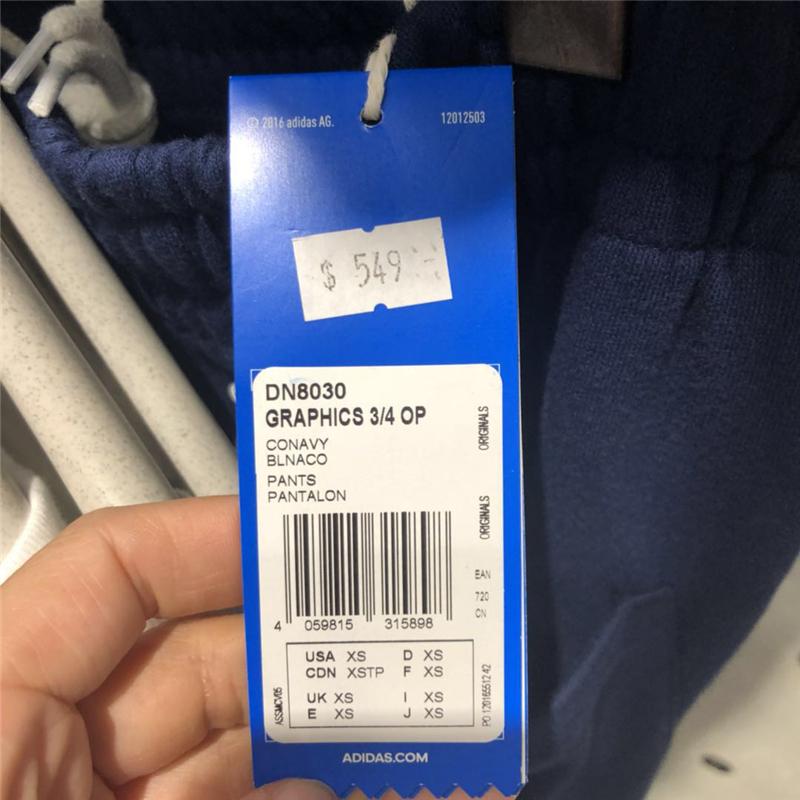 © 2016 adidas AG.
12012503
$ 549
DN8030
GRAPHICS 3/4 OP
CONAVY
BLNACO
PANTS
PANTALON
ORIGINALS
ORIGINALS
EAN
720
CN
4 059815 315898
USA XS D XS
CDN XSTP F XS
UK XS I XS
E XS J XS
ASSMCV05
ADIDAS.COM